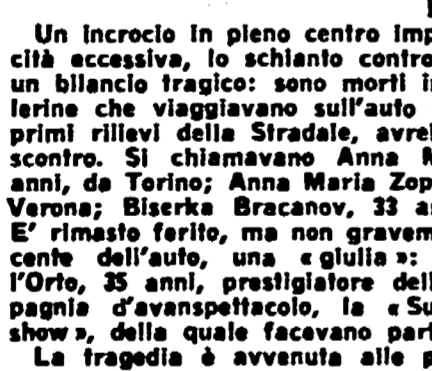 Un incrocio in pieno centro imp
cità eccessiva, lo schianto contro
un bilancio tragico: sono morti i
lerine che viaggiavano sull'auto
primi rilievi della Stradale, avre
scontro. Si chiamavano Anna M
anni, da Torino; Anna Maria Zop
Verona; Biserka Bracanov, 33 a
E' rimasto ferito, ma non gravem
cente dell'auto, una « giulia »:
l'Orto, 35 anni, prestigiatore del
pagnia d'avanspettacolo, la « Su
show », della quale facevano part
La tragedia è avvenuta alle p